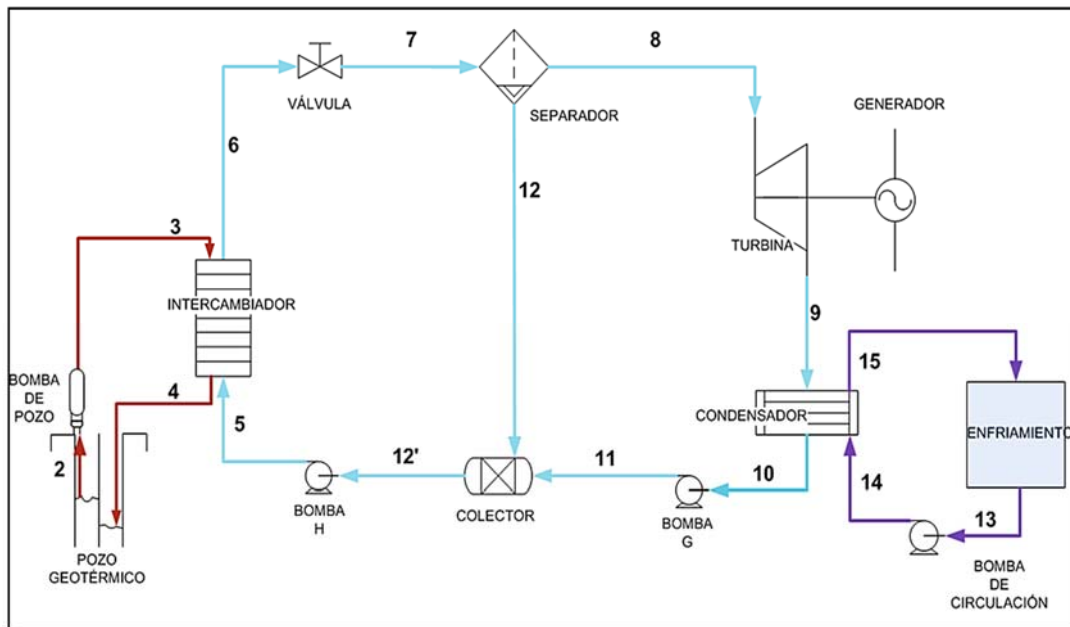 7
8
VÁLVULA
SEPARADOR
GENERADOR
6
12
3
TURBINA
INTERCAMBIADOR
9
15
BOMBA
DE
POZO
4
5
CONDENSADOR
ENFRIAMIENTO
2
12'
11
10
14
13
BOMBA
H
COLECTOR
BOMBA
G
POZO
GEOTÉRMICO
BOMBA
DE
CIRCULACIÓN